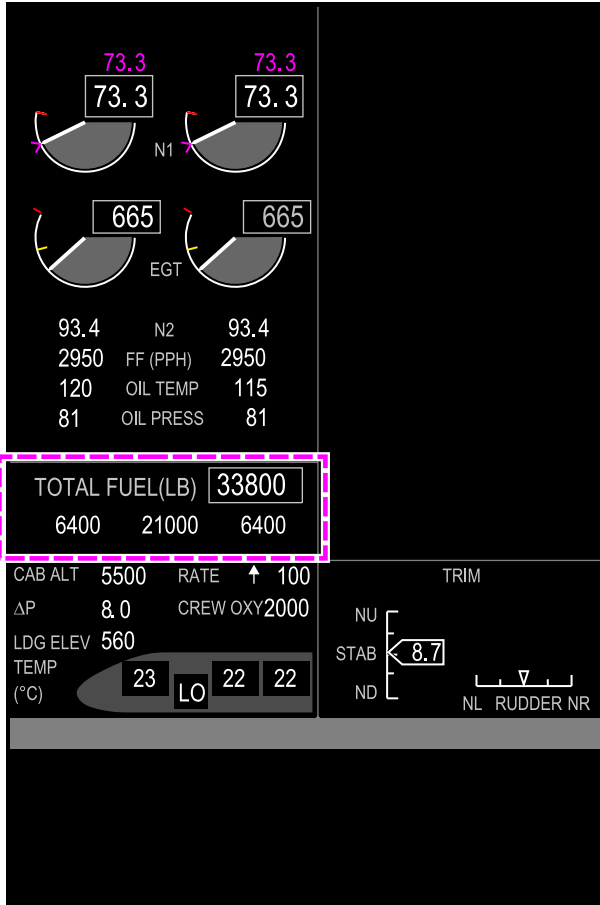 73.3 73.3
73.3 73.3
N1
665 665
EGT
93.4 N2 93.4
2950 FF (PPH) 2950
120 OIL TEMP 115
81 OIL PRESS 81
TOTAL FUEL(LB) 33800
6400 21000 6400
CAB ALT 5500 RATE ↑ 100
ΔP 8.0 CREW OXY 2000
LDG ELEV 560
TEMP
(°C) 23 LO 22 22
TRIM
NU
STAB 8.7
ND
NL RUDDER NR